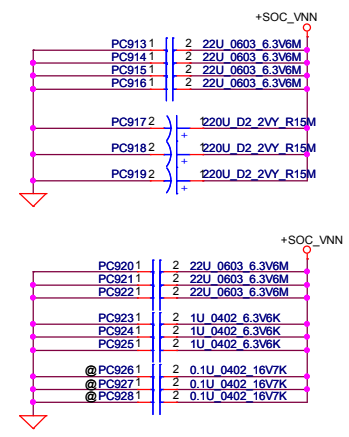 +SOC_VNN
PC913 1 2 22U_0603_6.3V6M
PC914 1 2 22U_0603_6.3V6M
PC915 1 2 22U_0603_6.3V6M
PC916 1 2 22U_0603_6.3V6M
PC917 2 1 220U_D2_2VY_R15M
+
PC918 2 1 220U_D2_2VY_R15M
+
PC919 2 1 220U_D2_2VY_R15M
+
+SOC_VNN
PC920 1 2 22U_0603_6.3V6M
PC921 1 2 22U_0603_6.3V6M
PC922 1 2 22U_0603_6.3V6M
PC923 1 2 1U_0402_6.3V6K
PC924 1 2 1U_0402_6.3V6K
PC925 1 2 1U_0402_6.3V6K
@ PC926 1 2 0.1U_0402_16V7K
@ PC927 1 2 0.1U_0402_16V7K
@ PC928 1 2 0.1U_0402_16V7K